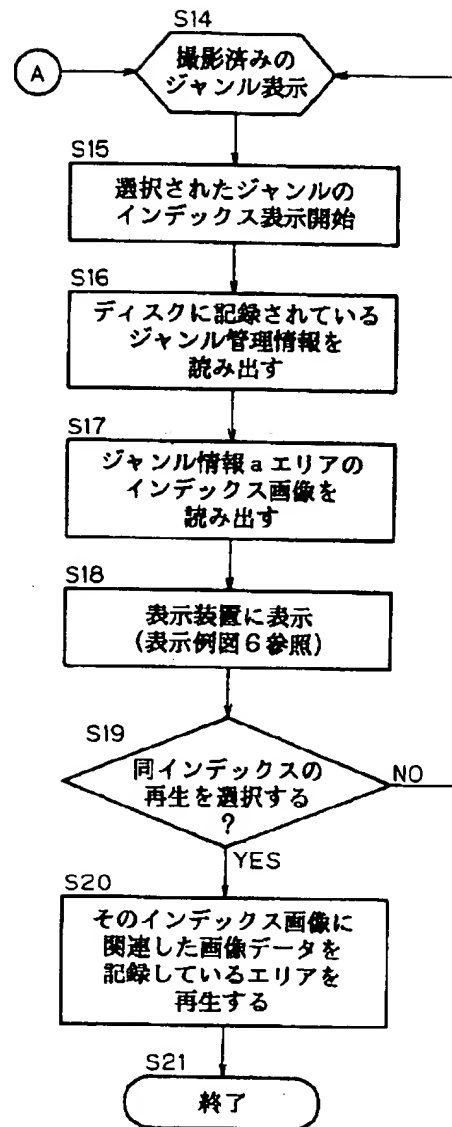 S14
A
撮影済みの
ジャンル表示
S15
選択されたジャンルの
インデックス表示開始
S16
ディスクに記録されている
ジャンル管理情報を
読み出す
S17
ジャンル情報aエリアの
インデックス画像を
読み出す
S18
表示装置に表示
(表示例図6参照)
S19
同インデックスの
再生を選択する
?
NO
YES
S20
そのインデックス画像に
関連した画像データを
記録しているエリアを
再生する
S21
終了